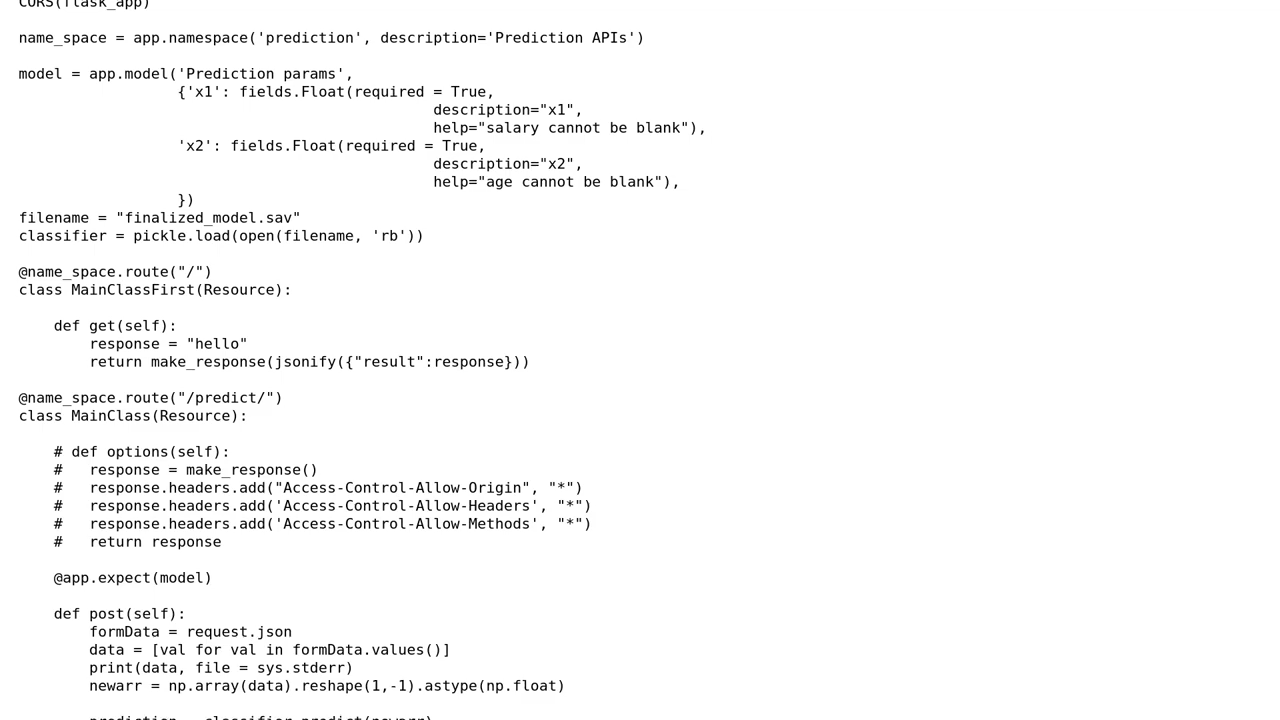 CORS(flask_app)
name_space = app.namespace('prediction', description='Prediction APIs')
model = app.model('Prediction params',
{'x1': fields.Float(required = True,
description="x1",
help="salary cannot be blank"),
'x2': fields.Float(required = True,
description="x2",
help="age cannot be blank"),
})
filename = "finalized_model.sav"
classifier = pickle.load(open(filename, 'rb'))
@name_space.route("/")
class MainClassFirst(Resource):
def get(self):
response = "hello"
return make_response(jsonify({"result":response}))
@name_space.route("/predict/")
class MainClass(Resource):
# def options(self):
#   response = make_response()
#   response.headers.add("Access-Control-Allow-Origin", "*")
#   response.headers.add('Access-Control-Allow-Headers', "*")
#   response.headers.add('Access-Control-Allow-Methods', "*")
#   return response
@app.expect(model)
def post(self):
formData = request.json
data = [val for val in formData.values()]
print(data, file = sys.stderr)
newarr = np.array(data).reshape(1,-1).astype(np.float)
prediction = classifier.predict(newarr)